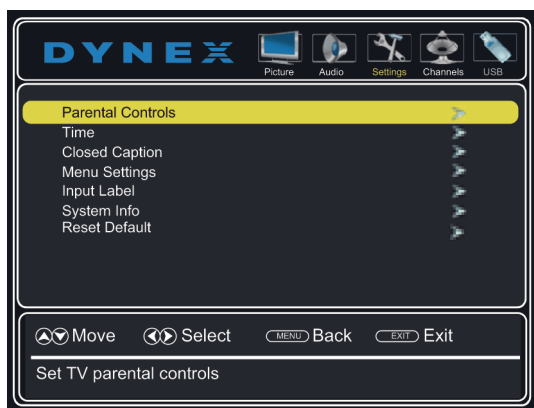 DYNEX
Picture Audio Settings Channels USB
Parental Controls
Time
Closed Caption
Menu Settings
Input Label
System Info
Reset Default
Move Select MENU Back EXIT Exit
Set TV parental controls